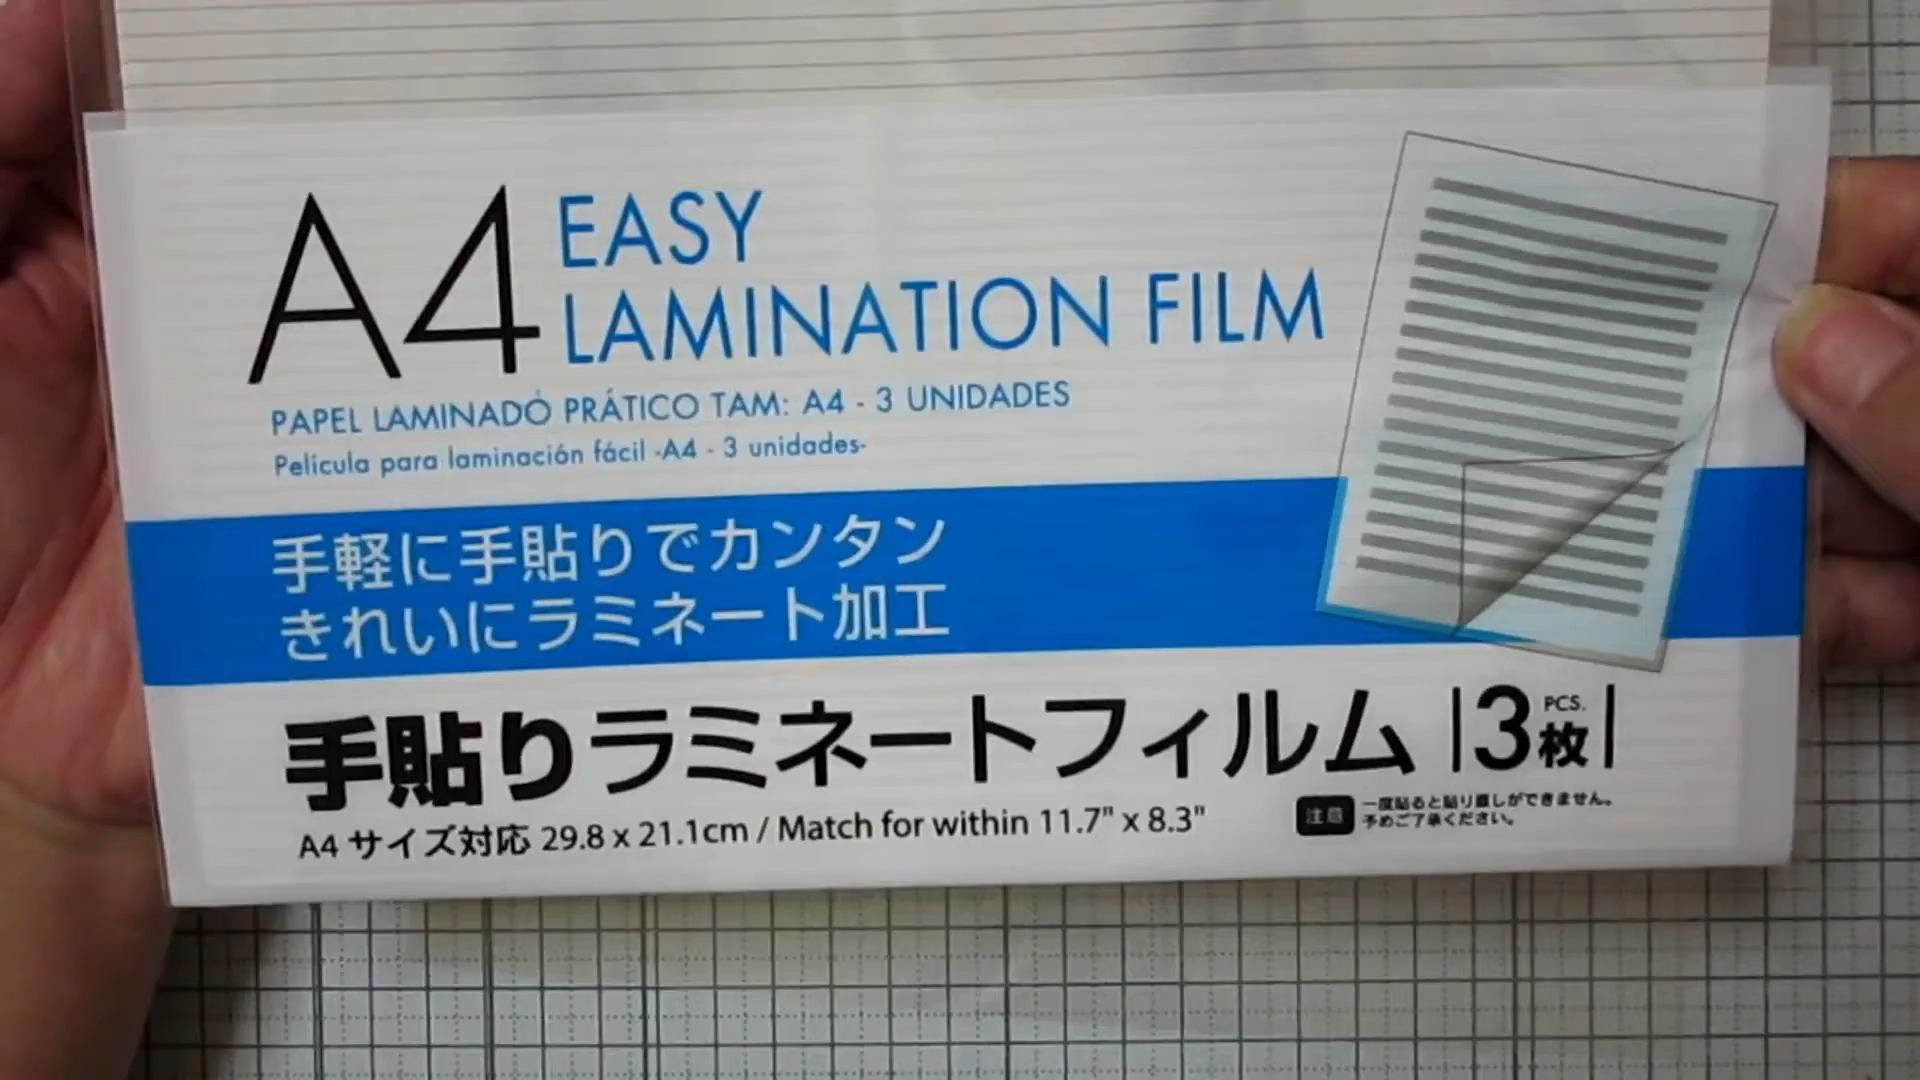 A4 EASY
LAMINATION FILM
PAPEL LAMINADO PRÁTICO TAM: A4 - 3 UNIDADES
Película para laminación fácil -A4 - 3 unidades-
手軽に手貼りでカンタン
きれいにラミネート加工
手貼りラミネートフィルム |3 PCS. 枚|
A4 サイズ対応 29.8 x 21.1cm / Match for within 11.7" x 8.3"
注意 一度貼ると貼り直しができません。
予めご了承ください。